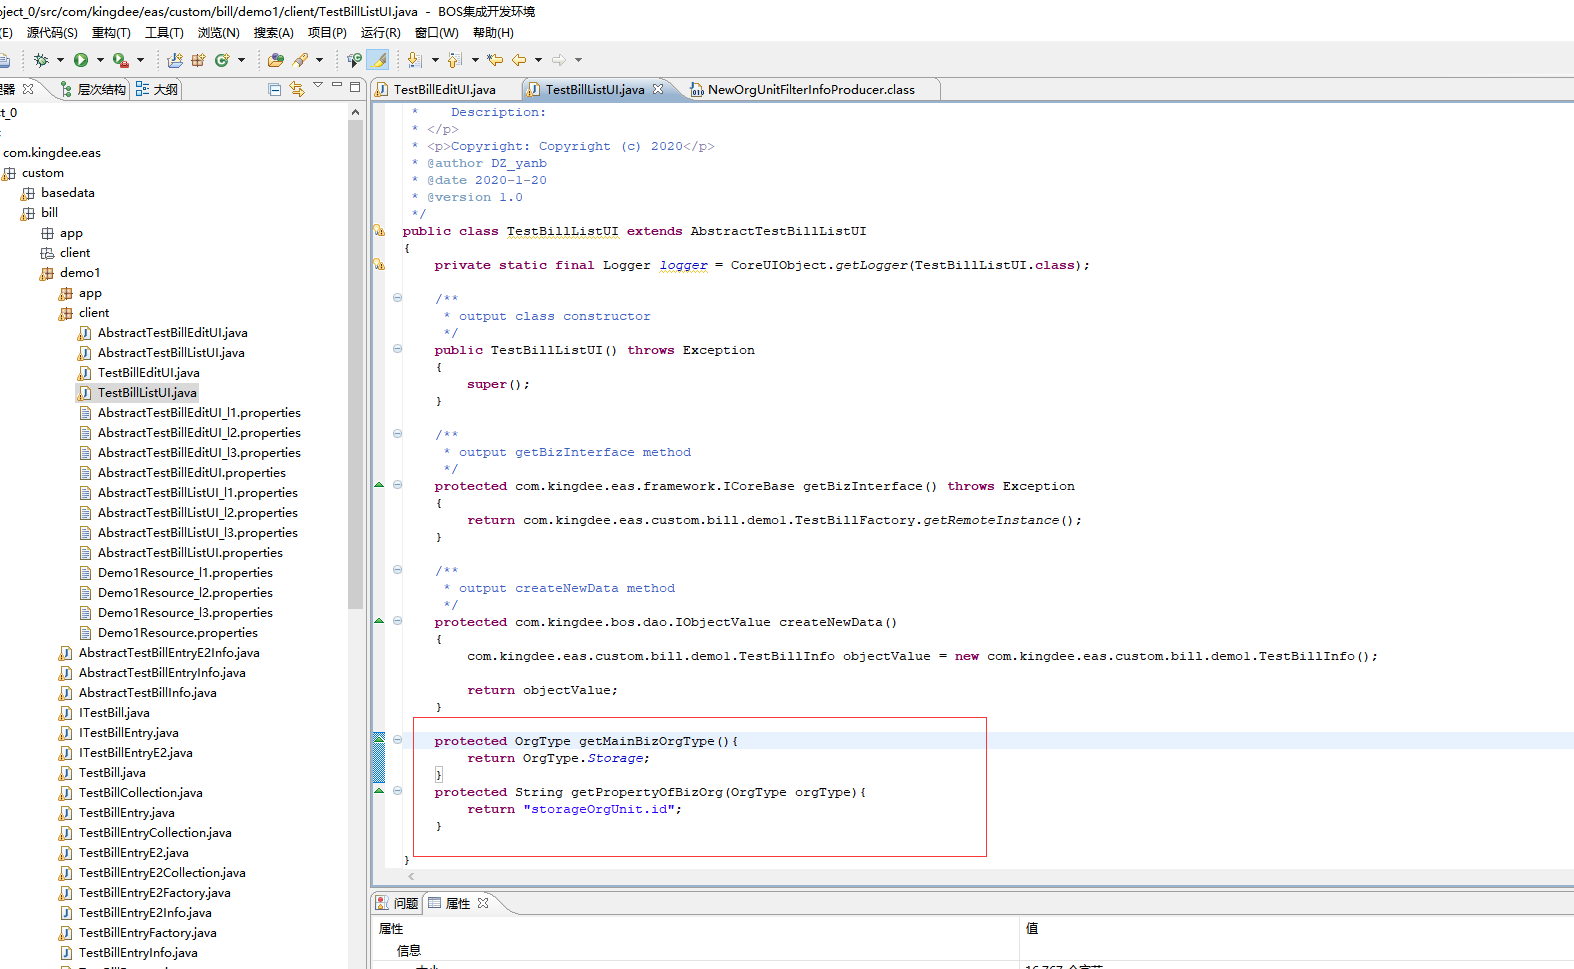 oject_0/src/com/kingdee/eas/custom/bill/demo1/client/TestBillListUI.java - BOS集成开发环境
(E) 源代码(S) 重构(T) 工具(T) 浏览(N) 搜索(A) 项目(P) 运行(R) 窗口(W) 帮助(H)
理器 层次结构 大纲
TestBillEditUI.java TestBillListUI.java NewOrgUnitFilterInfoProducer.class
ct_0
com.kingdee.eas
custom
basedata
bill
app
client
demo1
app
client
AbstractTestBillEditUI.java
AbstractTestBillListUI.java
TestBillEditUI.java
TestBillListUI.java
AbstractTestBillEditUI_l1.properties
AbstractTestBillEditUI_l2.properties
AbstractTestBillEditUI_l3.properties
AbstractTestBillEditUI.properties
AbstractTestBillListUI_l1.properties
AbstractTestBillListUI_l2.properties
AbstractTestBillListUI_l3.properties
AbstractTestBillListUI.properties
Demo1Resource_l1.properties
Demo1Resource_l2.properties
Demo1Resource_l3.properties
Demo1Resource.properties
AbstractTestBillEntryE2Info.java
AbstractTestBillEntryInfo.java
AbstractTestBillInfo.java
ITestBill.java
ITestBillEntry.java
ITestBillEntryE2.java
TestBill.java
TestBillCollection.java
TestBillEntry.java
TestBillEntryCollection.java
TestBillEntryE2.java
TestBillEntryE2Collection.java
TestBillEntryE2Factory.java
TestBillEntryE2Info.java
TestBillEntryFactory.java
TestBillEntryInfo.java
* Description:
* </p>
* <p>Copyright: Copyright (c) 2020</p>
* @author DZ_yanb
* @date 2020-1-20
* @version 1.0
*/
public class TestBillListUI extends AbstractTestBillListUI
{
private static final Logger logger = CoreUIObject.getLogger(TestBillListUI.class);
/**
* output class constructor
*/
public TestBillListUI() throws Exception
{
super();
}
/**
* output getBizInterface method
*/
protected com.kingdee.eas.framework.ICoreBase getBizInterface() throws Exception
{
return com.kingdee.eas.custom.bill.demo1.TestBillFactory.getRemoteInstance();
}
/**
* output createNewData method
*/
protected com.kingdee.bos.dao.IObjectValue createNewData()
{
com.kingdee.eas.custom.bill.demo1.TestBillInfo objectValue = new com.kingdee.eas.custom.bill.demo1.TestBillInfo();
return objectValue;
}
protected OrgType getMainBizOrgType(){
return OrgType.Storage;
}
protected String getPropertyOfBizOrg(OrgType orgType){
return "storageOrgUnit.id";
}
}
问题 属性
属性 值
信息